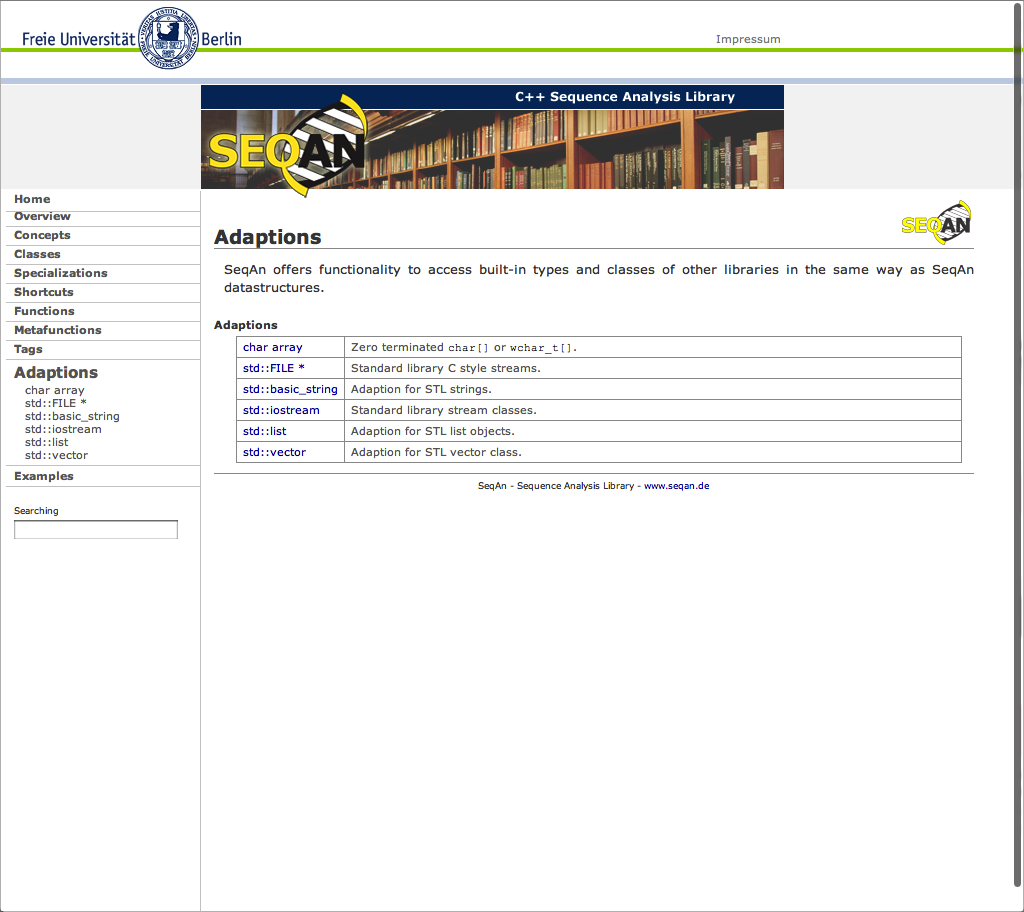 Freie Universität Berlin
Impressum
C++ Sequence Analysis Library
SEQAN
Home
Overview
Concepts
Classes
Specializations
Shortcuts
Functions
Metafunctions
Tags
Adaptions
char array
std::FILE *
std::basic_string
std::iostream
std::list
std::vector
Examples
Searching
SEQAN
Adaptions
SeqAn offers functionality to access built-in types and classes of other libraries in the same way as SeqAn
datastructures.
Adaptions
char array Zero terminated char[] or wchar_t[].
std::FILE * Standard library C style streams.
std::basic_string Adaption for STL strings.
std::iostream Standard library stream classes.
std::list Adaption for STL list objects.
std::vector Adaption for STL vector class.
SeqAn - Sequence Analysis Library - www.seqan.de